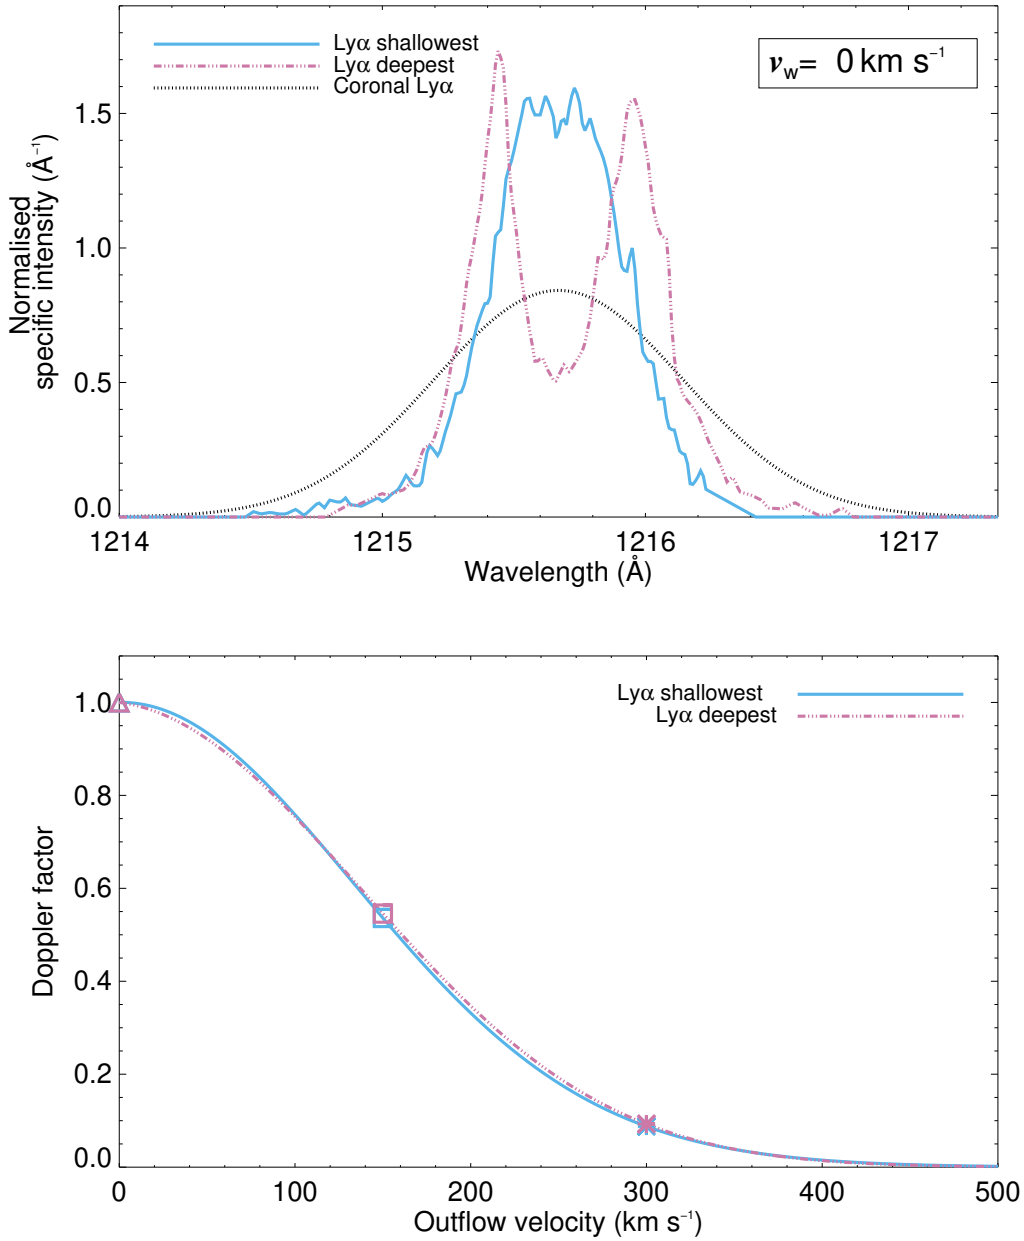 Lyα shallowest
Lyα deepest
Coronal Lyα
v_w= 0 km s⁻¹
Normalised
specific intensity (Å⁻¹)
1.5
1.0
0.5
0.0
1214 1215 1216 1217
Wavelength (Å)
Lyα shallowest
Lyα deepest
Doppler factor
1.0
0.8
0.6
0.4
0.2
0.0
0 100 200 300 400 500
Outflow velocity (km s⁻¹)